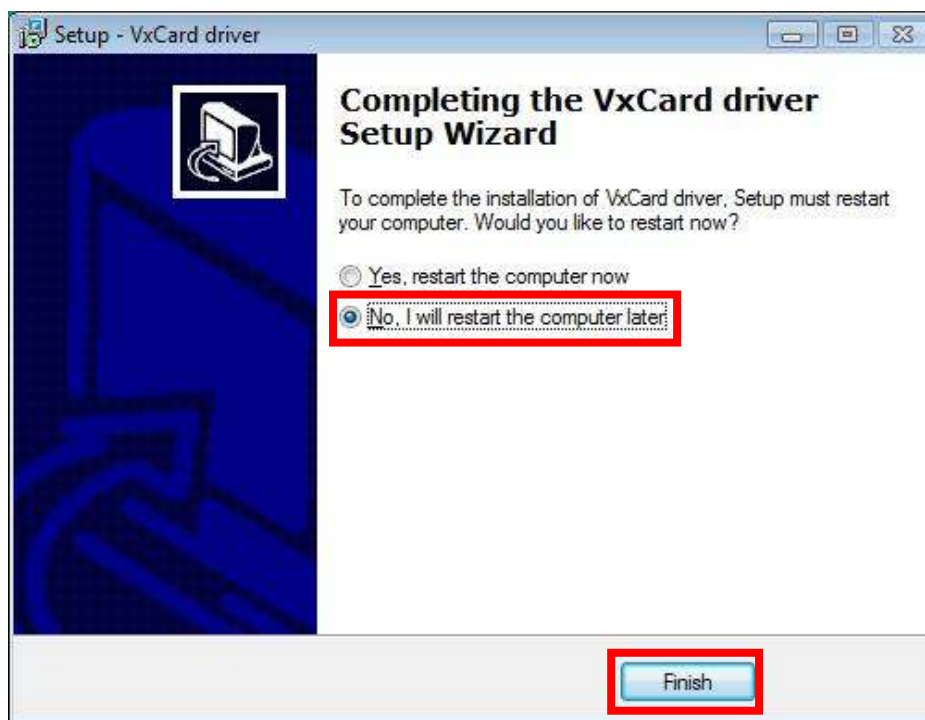 Setup - VxCard driver
Completing the VxCard driver
Setup Wizard
To complete the installation of VxCard driver, Setup must restart
your computer. Would you like to restart now?
Yes, restart the computer now
No, I will restart the computer later
Finish